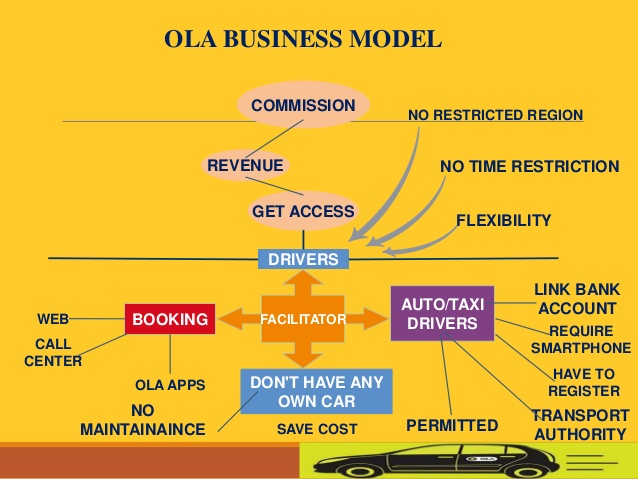 OLA BUSINESS MODEL
COMMISSION
NO RESTRICTED REGION
REVENUE
NO TIME RESTRICTION
GET ACCESS
FLEXIBILITY
DRIVERS
WEB
BOOKING
FACILITATOR
AUTO/TAXI
DRIVERS
LINK BANK
ACCOUNT
REQUIRE
SMARTPHONE
CALL
CENTER
HAVE TO
REGISTER
OLA APPS
DON'T HAVE ANY
OWN CAR
NO
MAINTAINAINCE
SAVE COST
PERMITTED
TRANSPORT
AUTHORITY